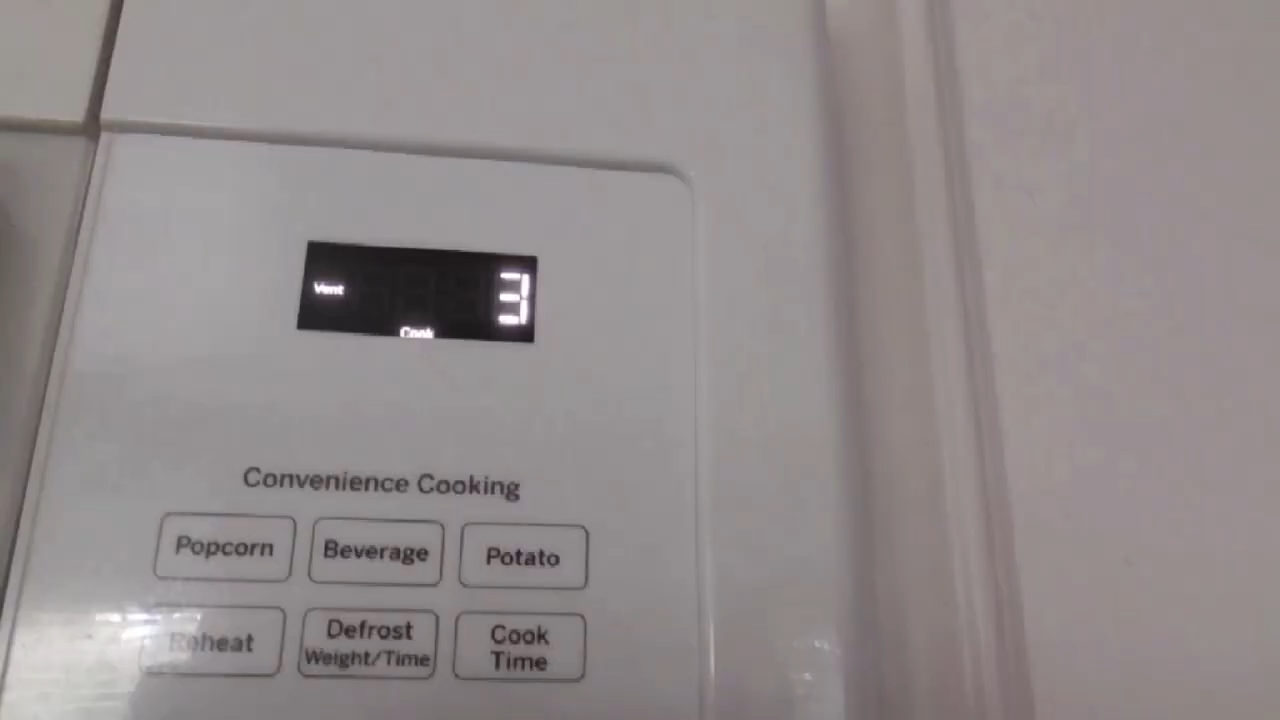 Vent 3
Cook
Convenience Cooking
Popcorn Beverage Potato
Reheat Defrost Weight/Time Cook Time